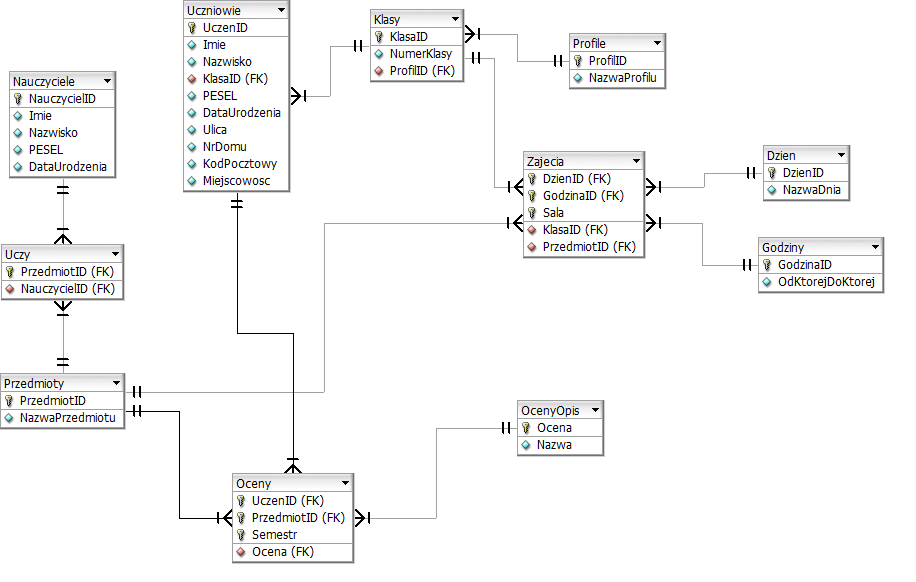 Uczniowie
UczenID
Imie
Nazwisko
KlasaID (FK)
PESEL
DataUrodzenia
Ulica
NrDomu
KodPocztowy
Miejscowosc
Klasy
KlasaID
NumerKlasy
ProfilID (FK)
Profile
ProfilID
NazwaProfilu
Nauczyciele
NauczycielID
Imie
Nazwisko
PESEL
DataUrodzenia
Zajecia
DzienID (FK)
GodzinaID (FK)
Sala
KlasaID (FK)
PrzedmiotID (FK)
Dzien
DzienID
NazwaDnia
Godziny
GodzinaID
OdKtorejDoKtorej
Uczy
PrzedmiotID (FK)
NauczycielID (FK)
Przedmioty
PrzedmiotID
NazwaPrzedmiotu
OcenyOpis
Ocena
Nazwa
Oceny
UczenID (FK)
PrzedmiotID (FK)
Semestr
Ocena (FK)